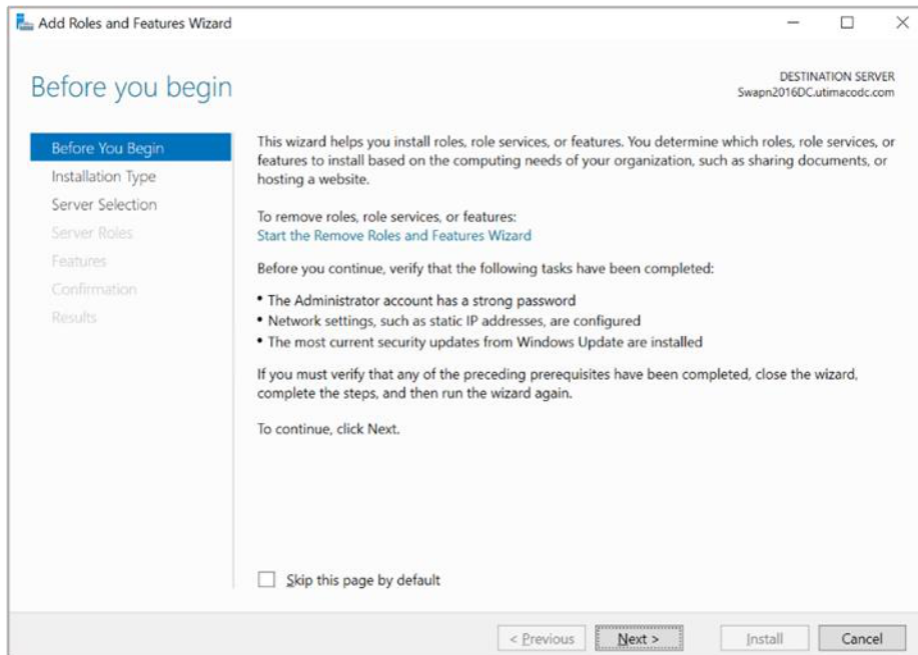 Add Roles and Features Wizard
Before you begin
DESTINATION SERVER
Swapn2016DC.utimacodc.com
Before You Begin
Installation Type
Server Selection
Server Roles
Features
Confirmation
Results
This wizard helps you install roles, role services, or features. You determine which roles, role services, or
features to install based on the computing needs of your organization, such as sharing documents, or
hosting a website.
To remove roles, role services, or features:
Start the Remove Roles and Features Wizard
Before you continue, verify that the following tasks have been completed:
• The Administrator account has a strong password
• Network settings, such as static IP addresses, are configured
• The most current security updates from Windows Update are installed
If you must verify that any of the preceding prerequisites have been completed, close the wizard,
complete the steps, and then run the wizard again.
To continue, click Next.
Skip this page by default
< Previous
Next >
Install
Cancel